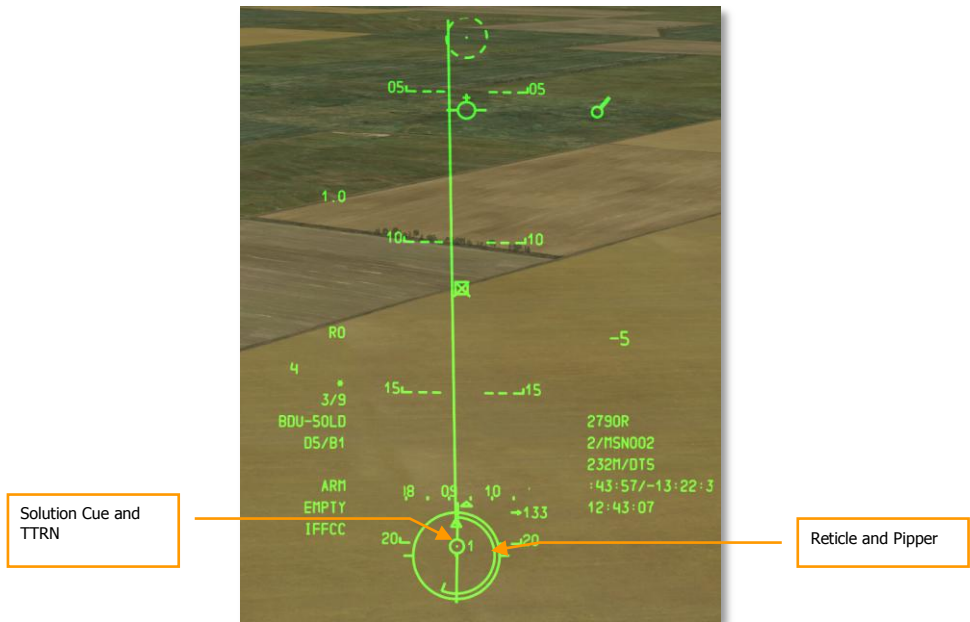 05 05
1.0
10 10
RO
-5
4
15 15
3/9
BDU-50LD
D5/B1
ARM
EMPTY
IFFCC
2790R
2/MSN002
232M/DTS
:43:57/-13:22:3
12:43:07
09 10
→133
20 1 20
Solution Cue and
TTRN
Reticle and Pipper